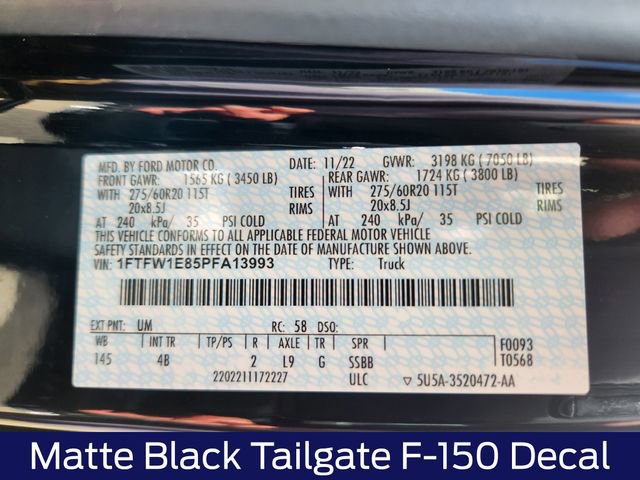 MFD. BY FORD MOTOR CO. DATE: 11/22 GVWR: 3198 KG ( 7050 LB)
FRONT GAWR: 1565 KG ( 3450 LB) REAR GAWR: 1724 KG ( 3800 LB)
WITH 275/60R20 115T TIRES WITH 275/60R20 115T TIRES
20x8.5J RIMS 20x8.5J RIMS
AT 240 kPa/ 35 PSI COLD AT 240 kPa/ 35 PSI COLD
THIS VEHICLE CONFORMS TO ALL APPLICABLE FEDERAL MOTOR VEHICLE
SAFETY STANDARDS IN EFFECT ON THE DATE OF MANUFACTURE SHOWN ABOVE.
VIN: 1FTFW1E85PFA13993 TYPE: Truck
EXT PNT: UM RC: 58 DSO:
WB INT TR TP/PS R AXLE TR SPR F0093
145 4B 2 L9 G SSBB T0568
2202211172227 ULC ▽ 5U5A-3520472-AA
Matte Black Tailgate F-150 Decal